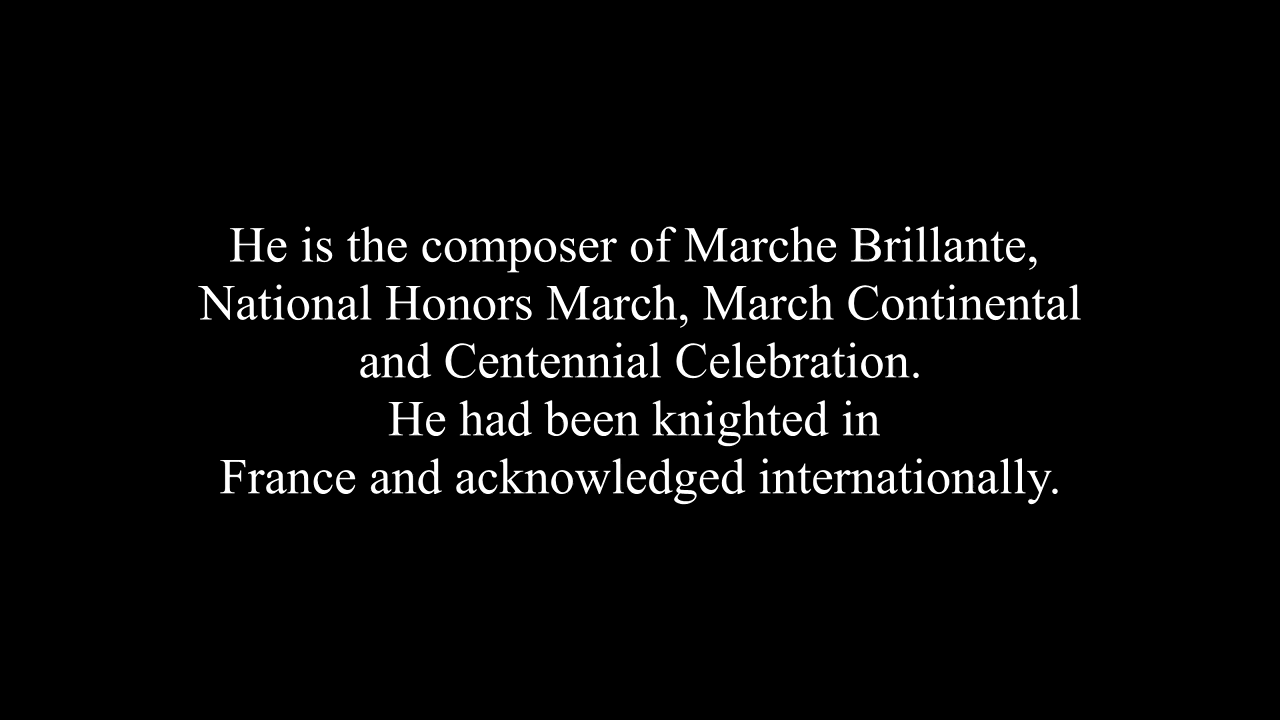 He is the composer of Marche Brillante,
National Honors March, March Continental
and Centennial Celebration.
He had been knighted in
France and acknowledged internationally.